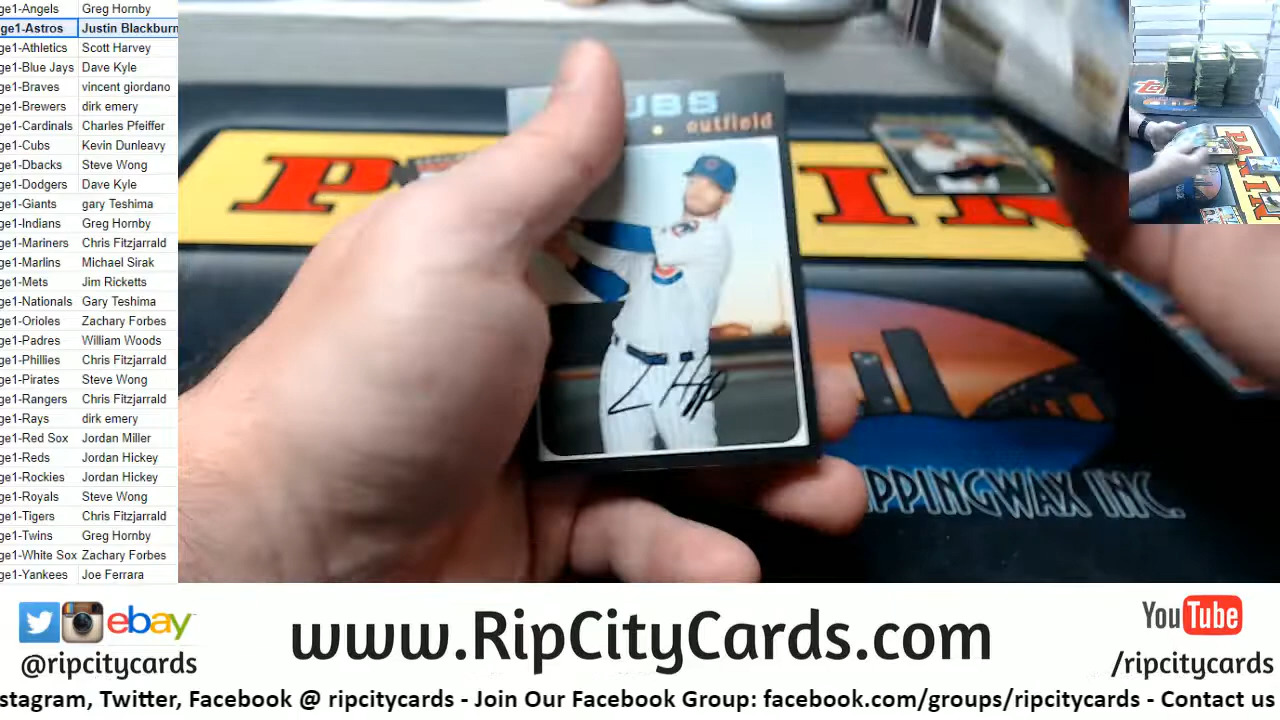 ge1-Angels Greg Hornby
ge1-Astros Justin Blackburn
ge1-Athletics Scott Harvey
ge1-Blue Jays Dave Kyle
ge1-Braves vincent giordano
ge1-Brewers dirk emery
ge1-Cardinals Charles Pfeiffer
ge1-Cubs Kevin Dunleavy
ge1-Dbacks Steve Wong
ge1-Dodgers Dave Kyle
ge1-Giants gary Teshima
ge1-Indians Greg Hornby
ge1-Mariners Chris Fitzjarrald
ge1-Marlins Michael Sirak
ge1-Mets Jim Ricketts
ge1-Nationals Gary Teshima
ge1-Orioles Zachary Forbes
ge1-Padres William Woods
ge1-Phillies Chris Fitzjarrald
ge1-Pirates Steve Wong
ge1-Rangers Chris Fitzjarrald
ge1-Rays dirk emery
ge1-Red Sox Jordan Miller
ge1-Reds Jordan Hickey
ge1-Rockies Jordan Hickey
ge1-Royals Steve Wong
ge1-Tigers Chris Fitzjarrald
ge1-Twins Greg Hornby
ge1-White Sox Zachary Forbes
ge1-Yankees Joe Ferrara
UBS
outfield
P IN
PPINGWAX INC.
PANI
ebay
@ripcitycards
www.RipCityCards.com
YouTube
/ripcitycards
stagram, Twitter, Facebook @ ripcitycards - Join Our Facebook Group: facebook.com/groups/ripcitycards - Contact us